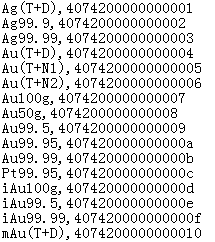 Ag(T+D),4074200000000001
Ag99.9,4074200000000002
Ag99.99,4074200000000003
Au(T+D),4074200000000004
Au(T+N1),4074200000000005
Au(T+N2),4074200000000006
Au100g,4074200000000007
Au50g,4074200000000008
Au99.5,4074200000000009
Au99.95,407420000000000a
Au99.99,407420000000000b
Pt99.95,407420000000000c
iAu100g,407420000000000d
iAu99.5,407420000000000e
iAu99.99,407420000000000f
mAu(T+D),4074200000000010